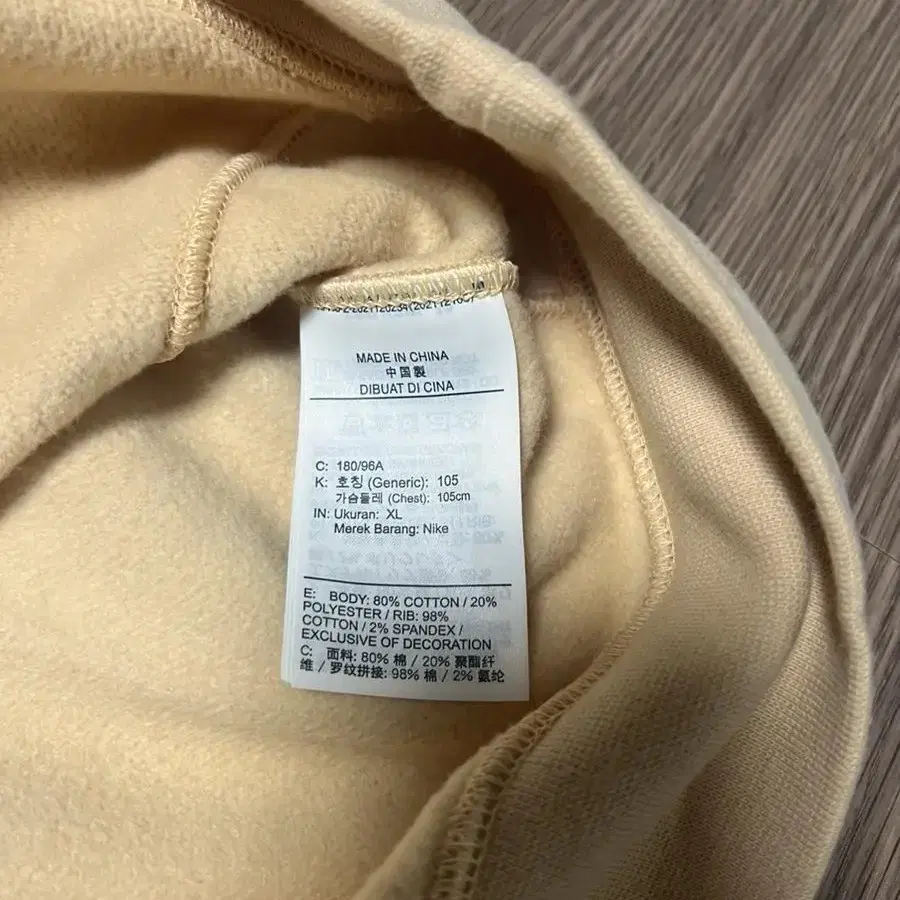 MADE IN CHINA
中国製
DIBUAT DI CINA
C: 180/96A
K: 호칭 (Generic): 105
가슴둘레 (Chest): 105cm
IN: Ukuran: XL
Merek Barang: Nike
E: BODY: 80% COTTON / 20%
POLYESTER / RIB: 98%
COTTON / 2% SPANDEX /
EXCLUSIVE OF DECORATION
C: 面料: 80% 棉 / 20% 聚酯纤
维 / 罗纹拼接: 98% 棉 / 2% 氨纶